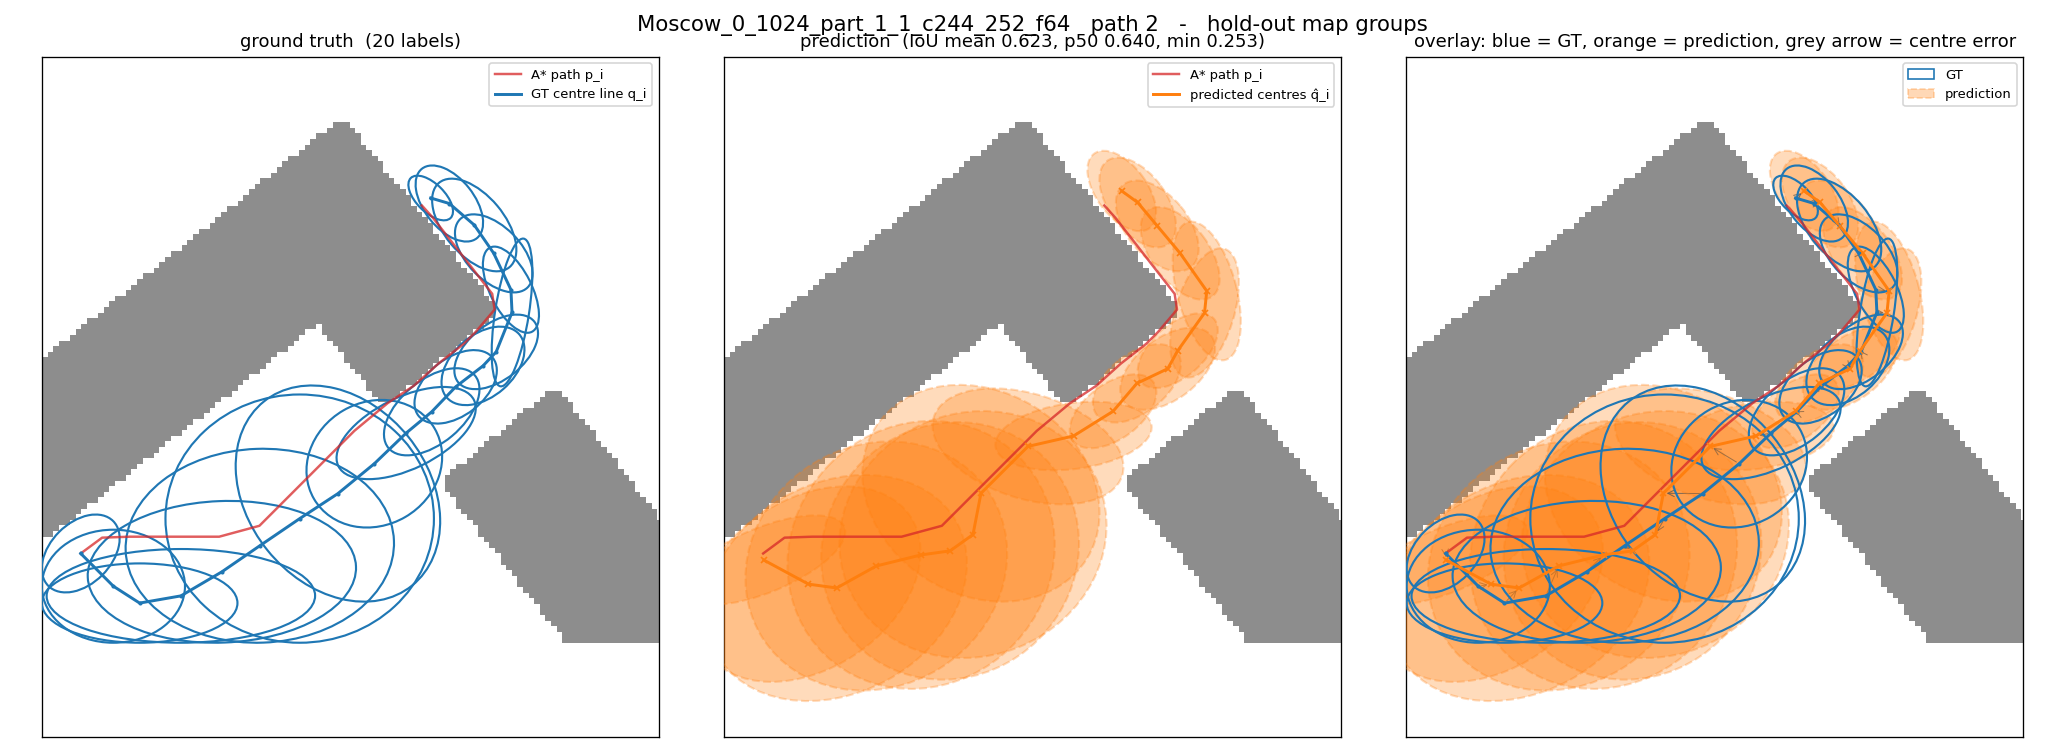 Moscow_0_1024_part_1_1_c244_252_f64   path 2   -   hold-out map groups
ground truth  (20 labels)
A* path p_i
GT centre line q_i
prediction  (IoU mean 0.623, p50 0.640, min 0.253)
A* path p_i
predicted centres q̂_i
overlay: blue = GT, orange = prediction, grey arrow = centre error
GT
prediction